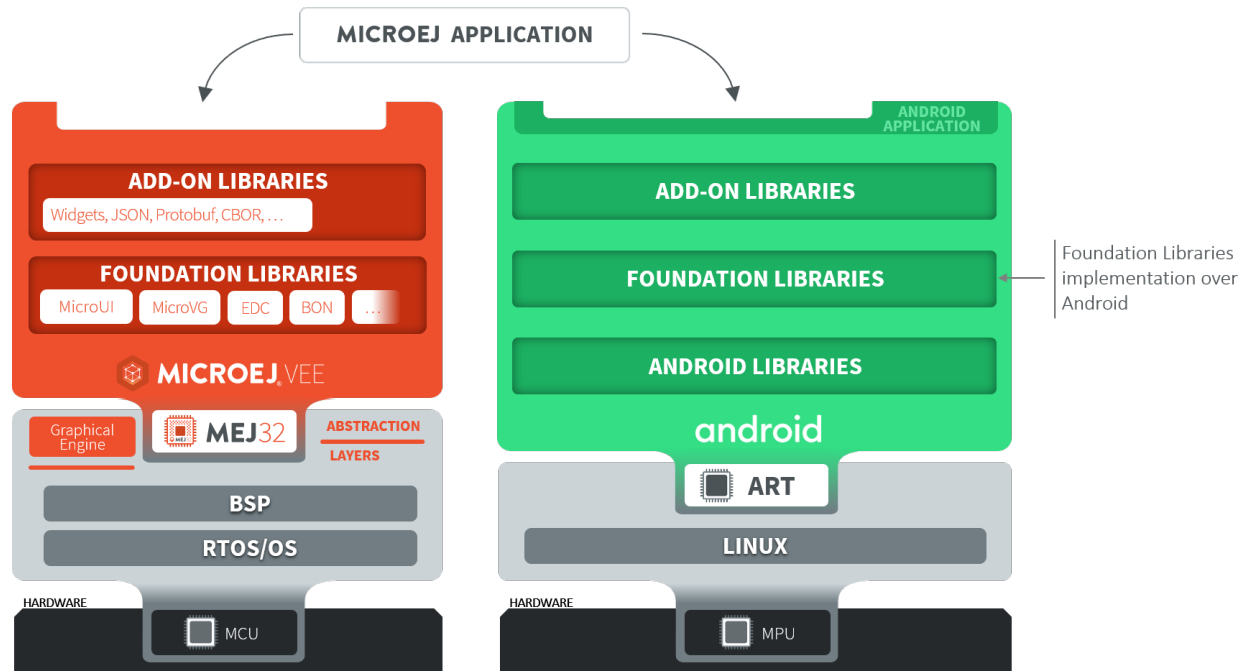 MICROEJ APPLICATION
ADD-ON LIBRARIES
Widgets, JSON, Protobuf, CBOR, ...
FOUNDATION LIBRARIES
MicroUI
MicroVG
EDC
BON
...
MICROEJ® VEE
Graphical
Engine
MEJ
MEJ32
ABSTRACTION
LAYERS
BSP
RTOS/OS
HARDWARE
MCU
ANDROID
APPLICATION
ADD-ON LIBRARIES
FOUNDATION LIBRARIES
ANDROID LIBRARIES
android
ART
LINUX
HARDWARE
MPU
Foundation Libraries
implementation over
Android